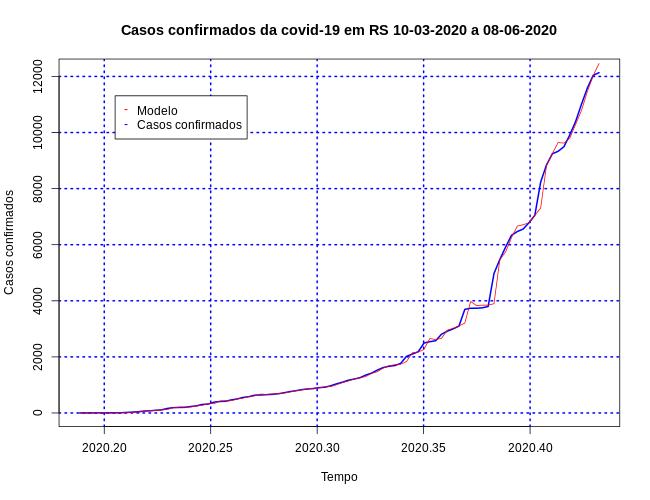 Casos confirmados da covid-19 em RS 10-03-2020 a 08-06-2020
Casos confirmados
12000
10000
8000
6000
4000
2000
0
- Modelo
- Casos confirmados
2020.20 2020.25 2020.30 2020.35 2020.40
Tempo